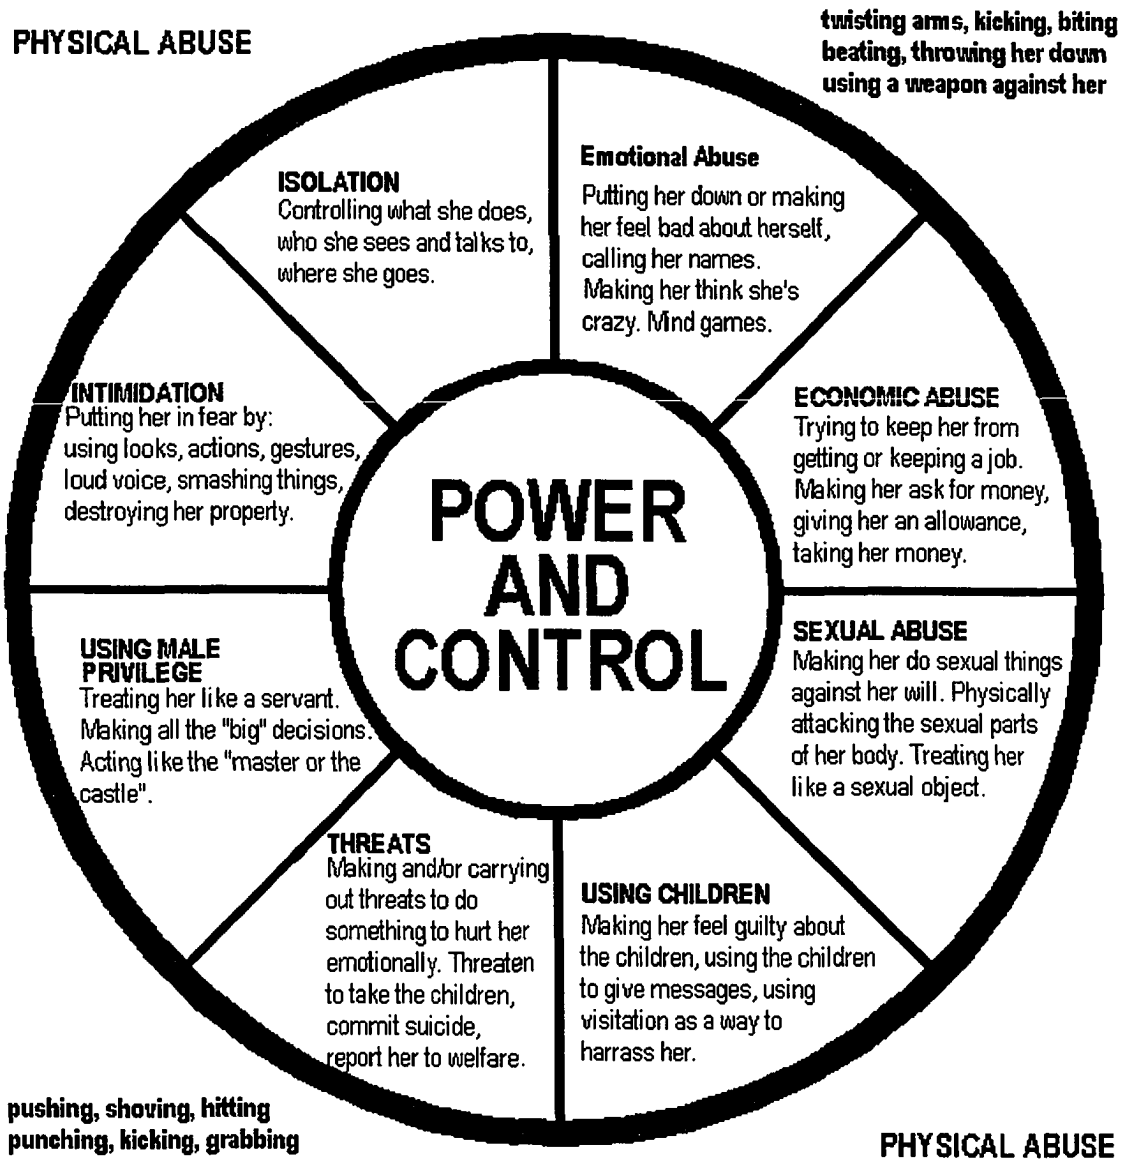 PHYSICAL ABUSE
twisting arms, kicking, biting
beating, throwing her down
using a weapon against her
ISOLATION
Controlling what she does,
who she sees and talks to,
where she goes.
Emotional Abuse
Putting her down or making
her feel bad about herself,
calling her names.
Making her think she's
crazy. Mind games.
INTIMIDATION
Putting her in fear by:
using looks, actions, gestures,
loud voice, smashing things,
destroying her property.
ECONOMIC ABUSE
Trying to keep her from
getting or keeping a job.
Making her ask for money,
giving her an allowance,
taking her money.
POWER
AND
CONTROL
USING MALE
PRIVILEGE
Treating her like a servant.
Making all the "big" decisions.
Acting like the "master or the
castle".
SEXUAL ABUSE
Making her do sexual things
against her will. Physically
attacking the sexual parts
of her body. Treating her
like a sexual object.
THREATS
Making and/or carrying
out threats to do
something to hurt her
emotionally. Threaten
to take the children,
commit suicide,
report her to welfare.
USING CHILDREN
Making her feel guilty about
the children, using the children
to give messages, using
visitation as a way to
harrass her.
pushing, shoving, hitting
punching, kicking, grabbing
PHYSICAL ABUSE